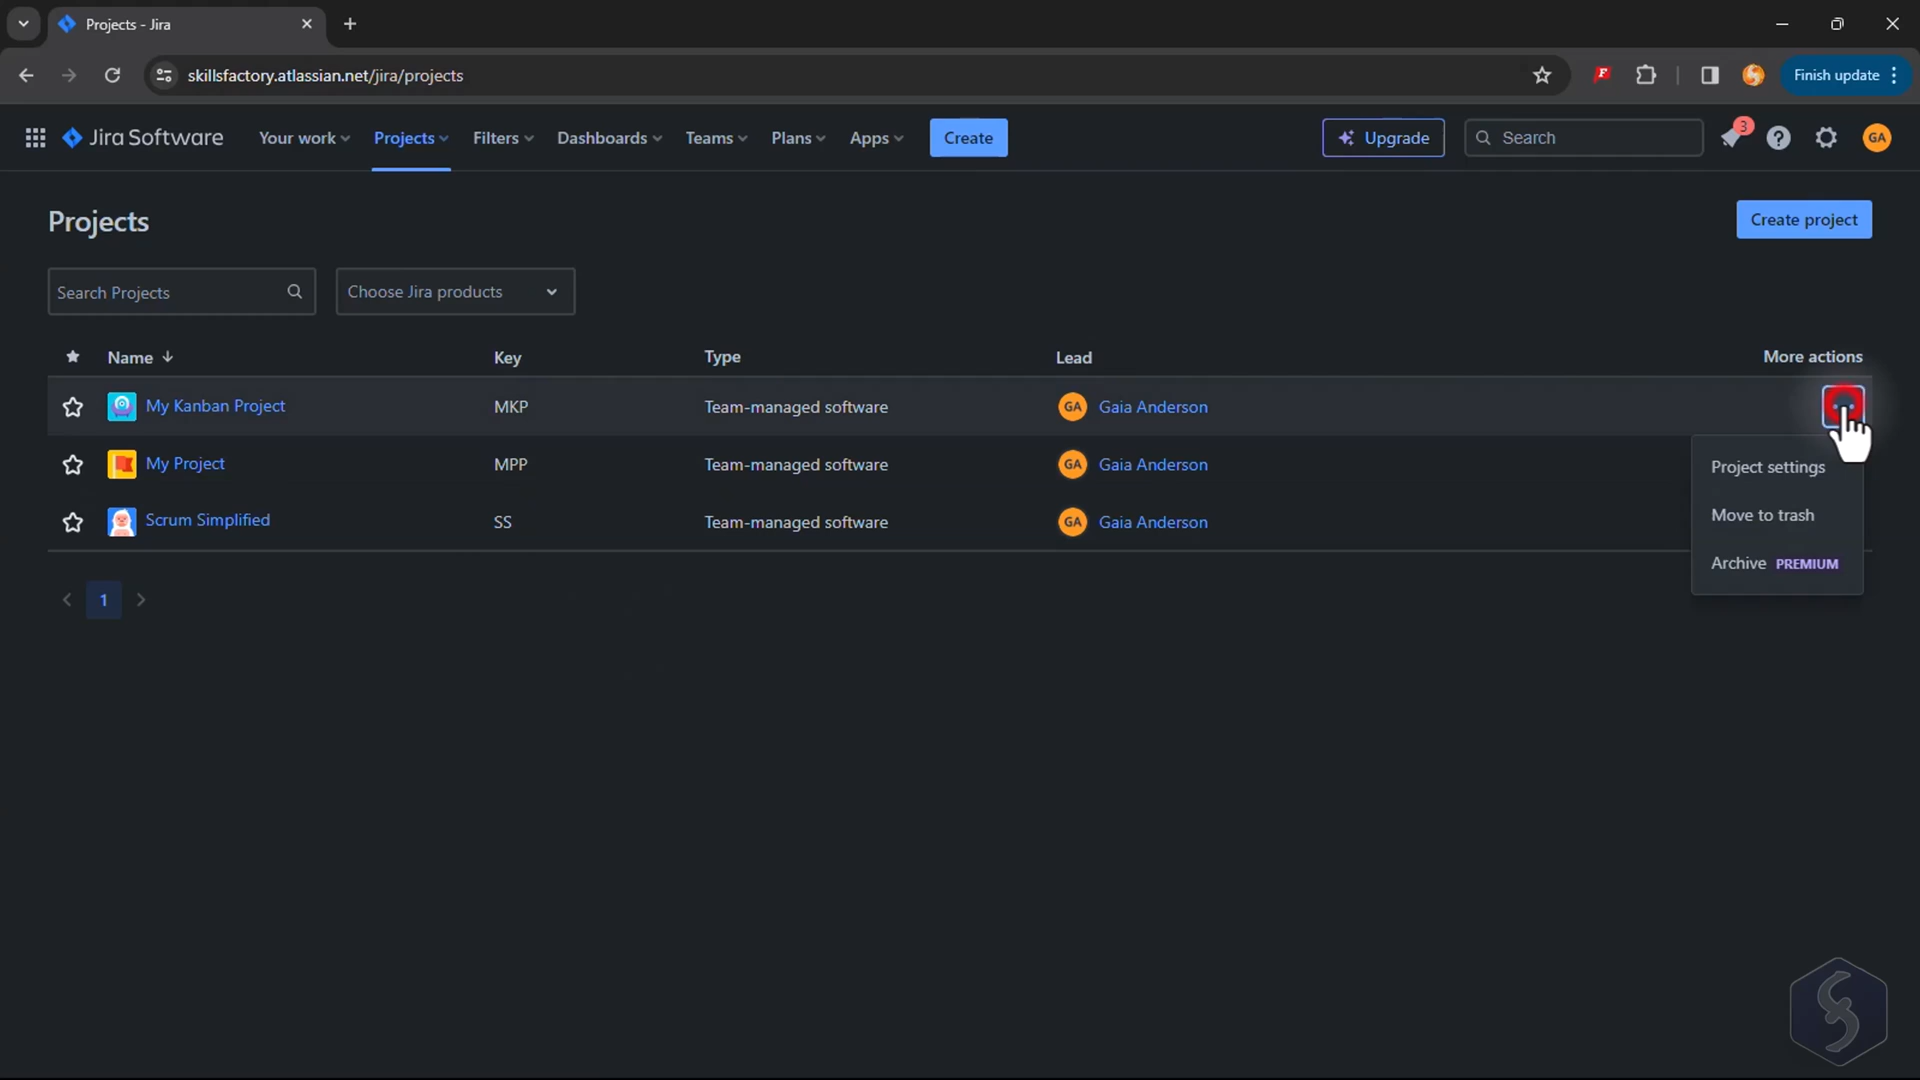 Projects - Jira
skillsfactory.atlassian.net/jira/projects
Finish update
Jira Software
Your work
Projects
Filters
Dashboards
Teams
Plans
Apps
Create
Upgrade
Search
3
GA
Projects
Create project
Search Projects
Choose Jira products
Name
Key
Type
Lead
More actions
My Kanban Project MKP Team-managed software GA Gaia Anderson
My Project MPP Team-managed software GA Gaia Anderson
Scrum Simplified SS Team-managed software GA Gaia Anderson
Project settings
Move to trash
Archive PREMIUM
1